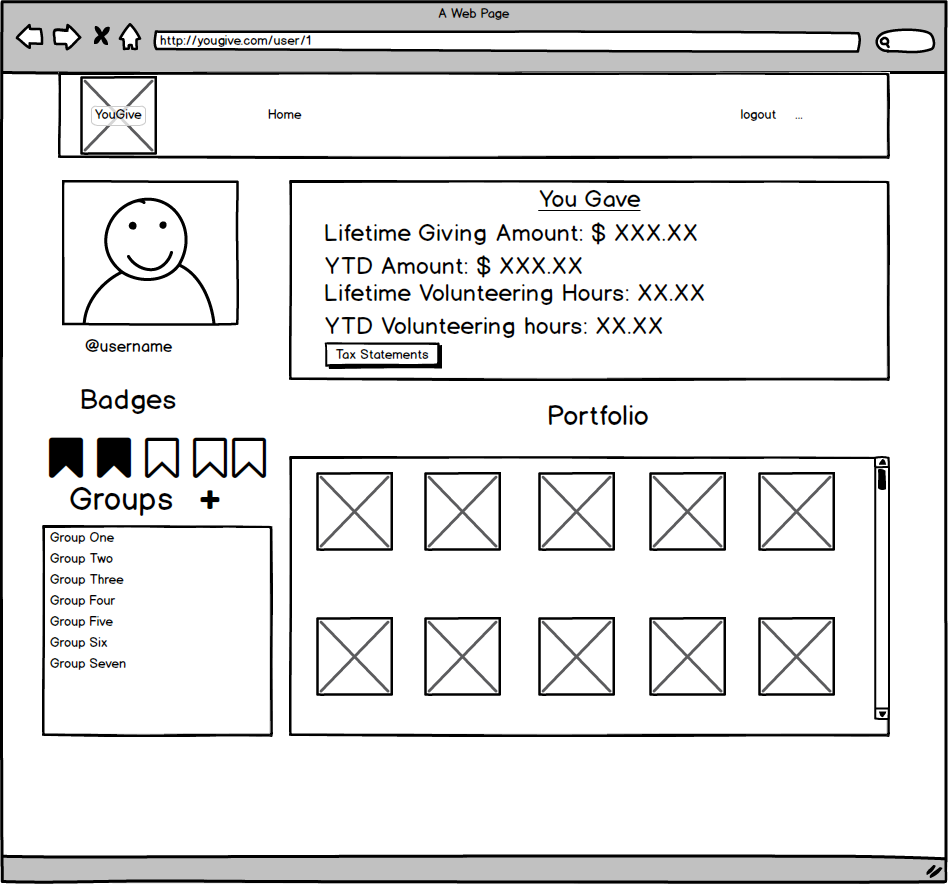 A Web Page
http://yougive.com/user/1
YouGive
Home
logout
...
You Gave
Lifetime Giving Amount: $ XXX.XX
YTD Amount: $ XXX.XX
Lifetime Volunteering Hours: XX.XX
YTD Volunteering hours: XX.XX
Tax Statements
@username
Badges
Portfolio
Groups +
Group One
Group Two
Group Three
Group Four
Group Five
Group Six
Group Seven